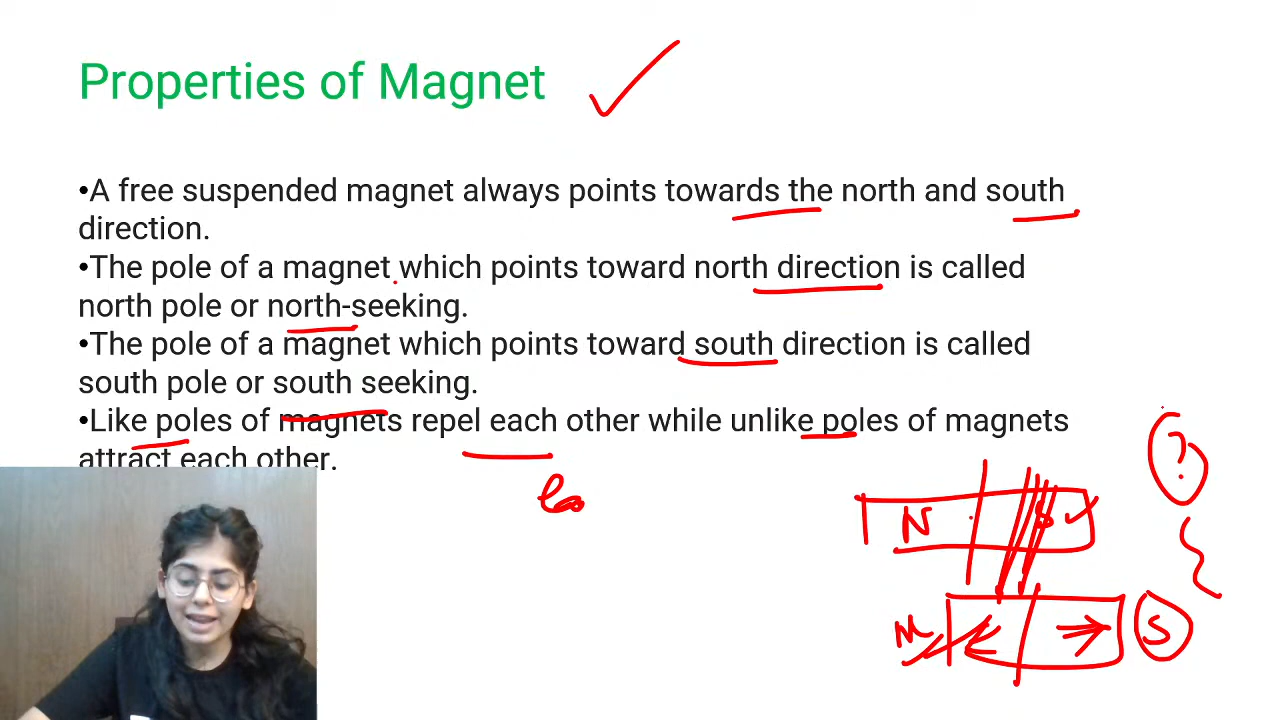 Properties of Magnet
•A free suspended magnet always points towards the north and south
direction.
•The pole of a magnet which points toward north direction is called
north pole or north-seeking.
•The pole of a magnet which points toward south direction is called
south pole or south seeking.
•Like poles of magnets repel each other while unlike poles of magnets
attract each other.
?
N S
S